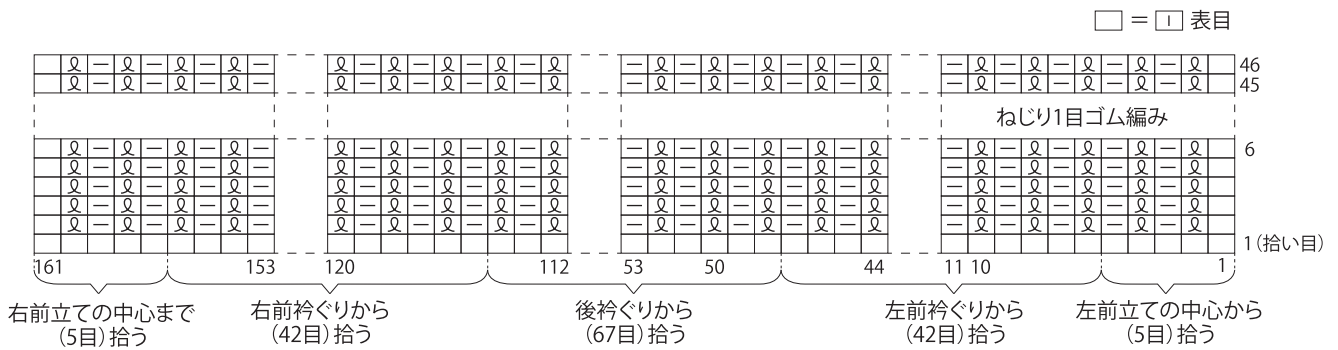 □ = | 表目
46
45
ねじり1目ゴム編み
6
1(拾い目)
161 153 120 112 53 50 44 11 10 1
右前立ての中心まで
(5目)拾う
右前衿ぐりから
(42目)拾う
後衿ぐりから
(67目)拾う
左前衿ぐりから
(42目)拾う
左前立ての中心から
(5目)拾う